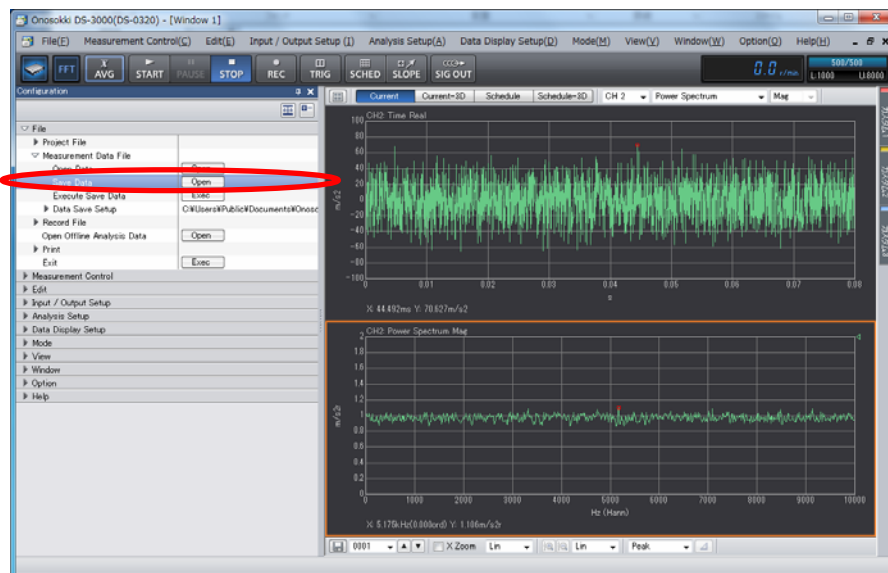 Onosokki DS-3000(DS-0320) - [Window 1]
File(F) Measurement Control(C) Edit(E) Input / Output Setup (I) Analysis Setup(A) Data Display Setup(D) Mode(M) View(V) Window(W) Option(O) Help(H)
FFT AVG START PAUSE STOP REC TRIG SCHED SLOPE SIG OUT 0.0 r/min 500/500
L:1000 U:8000
Configuration
Current Current-3D Schedule Schedule-3D CH 2 Power Spectrum Mag
File
Project File
Measurement Data File
Open Data Open
Save Data Open
Execute Save Data Exec
Data Save Setup C:¥Users¥Public¥Documents¥Onosc
Record File
Open Offline Analysis Data Open
Print
Exit Exec
Measurement Control
Edit
Input / Output Setup
Analysis Setup
Data Display Setup
Mode
View
Window
Option
Help
CH2: Time Real
100
80
60
40
20
0
-20
-40
-60
-80
-100
m/s2
0 0.01 0.02 0.03 0.04 0.05 0.06 0.07 0.08
s
X: 44.492ms Y: 70.627m/s2
CH2: Power Spectrum Mag
2
1.8
1.6
1.4
1.2
1
0.8
0.6
0.4
0.2
0
m/s2r
0 1000 2000 3000 4000 5000 6000 7000 8000 9000 10000
Hz (Hann)
X: 5.175kHz(0.000ord) Y: 1.106m/s2r
0001 X Zoom Lin Lin Peak